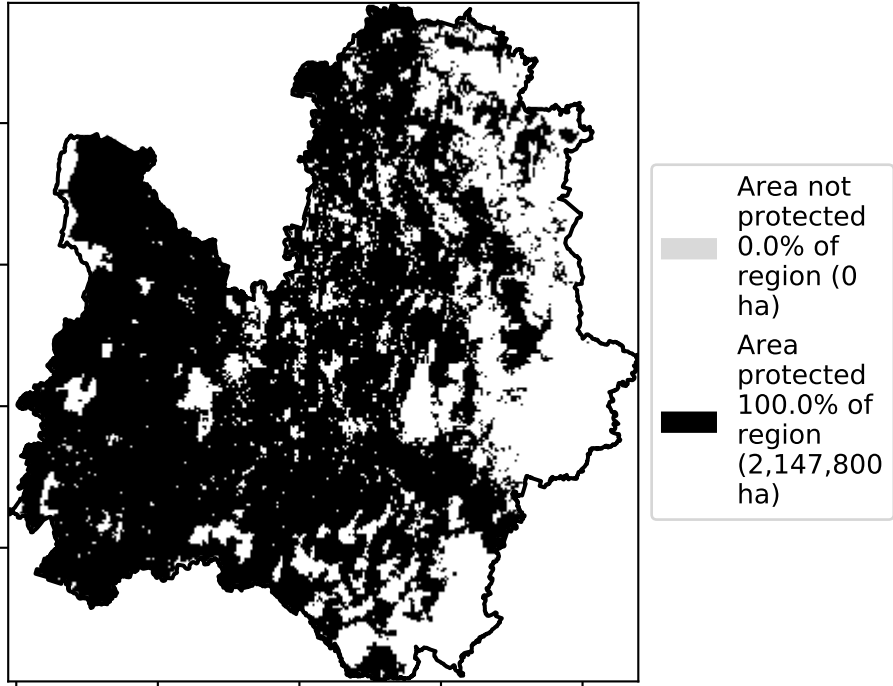 Area not
protected
0.0% of
region (0
ha)
Area
protected
100.0% of
region
(2,147,800
ha)